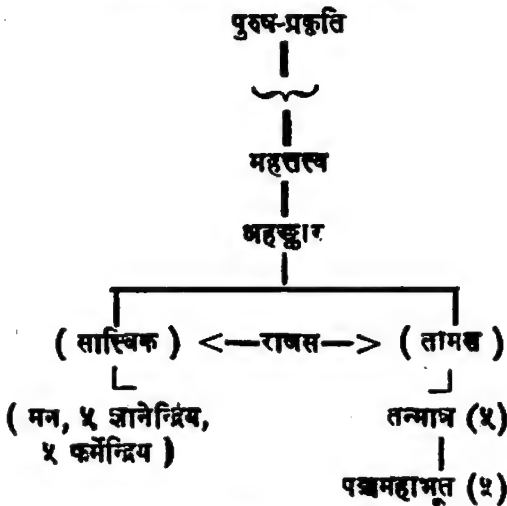 पुरुष-प्रकृति
महत्तत्व
अहङ्कार
( सात्त्विक ) <—राजस—> ( तामस )
( मन, ५ ज्ञानेन्द्रिय,
५ कर्मेन्द्रिय )
तन्मात्र (५)
पञ्चमहाभूत (५)